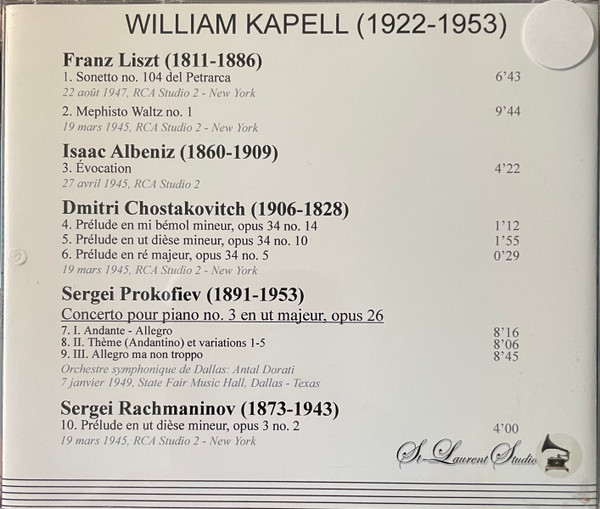 WILLIAM KAPELL (1922-1953)
Franz Liszt (1811-1886)
1. Sonetto no. 104 del Petrarca 6'43
22 août 1947, RCA Studio 2 - New York
2. Mephisto Waltz no. 1 9'44
19 mars 1945, RCA Studio 2 - New York
Isaac Albeniz (1860-1909)
3. Évocation 4'22
27 avril 1945, RCA Studio 2
Dmitri Chostakovitch (1906-1828)
4. Prélude en mi bémol mineur, opus 34 no. 14 1'12
5. Prélude en ut dièse mineur, opus 34 no. 10 1'55
6. Prélude en ré majeur, opus 34 no. 5 0'29
19 mars 1945, RCA Studio 2 - New York
Sergei Prokofiev (1891-1953)
Concerto pour piano no. 3 en ut majeur, opus 26
7. I. Andante - Allegro 8'16
8. II. Thème (Andantino) et variations 1-5 8'06
9. III. Allegro ma non troppo 8'45
Orchestre symphonique de Dallas: Antal Dorati
7 janvier 1949, State Fair Music Hall, Dallas - Texas
Sergei Rachmaninov (1873-1943)
10. Prélude en ut dièse mineur, opus 3 no. 2 4'00
19 mars 1945, RCA Studio 2 - New York
St-Laurent Studio